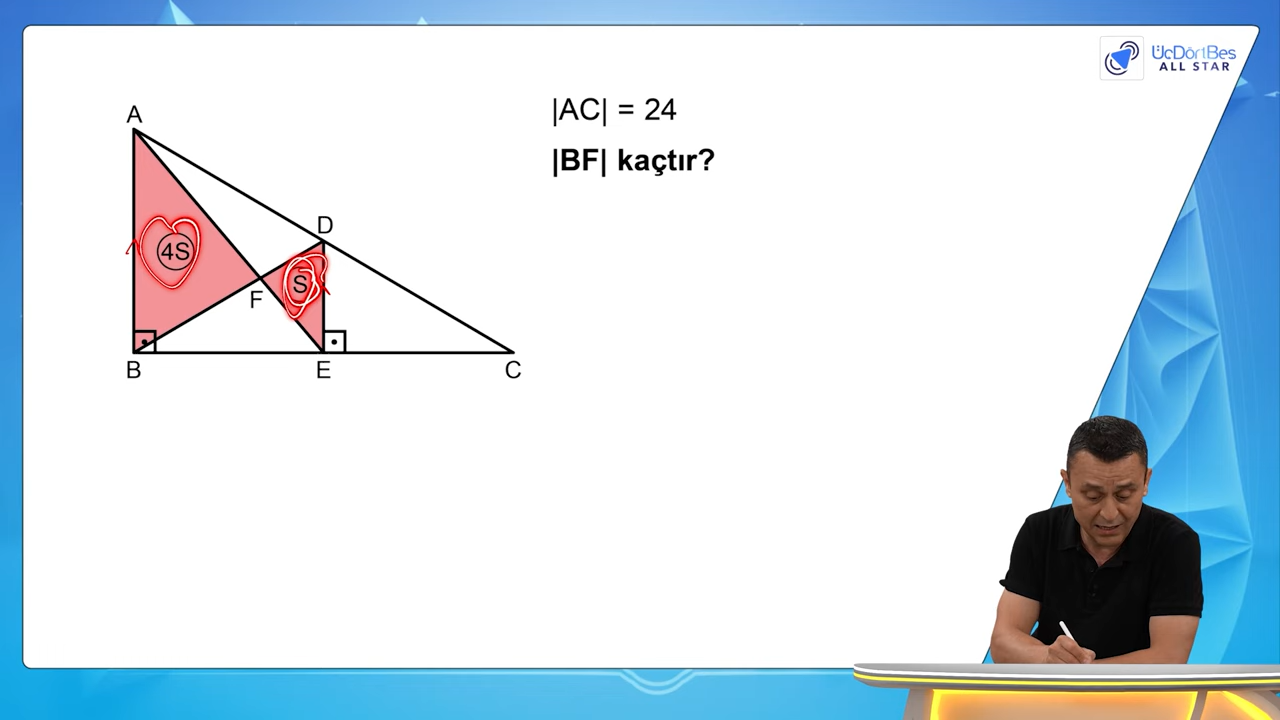 ÜçDörtBeş
ALL STAR
|AC| = 24
|BF| kaçtır?
A
D
4S
S
F
B
E
C